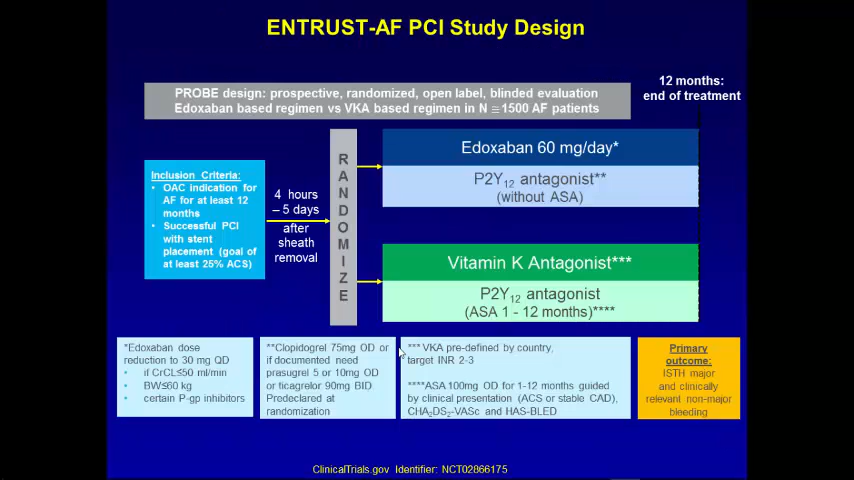 ENTRUST-AF PCI Study Design
PROBE design: prospective, randomized, open label, blinded evaluation
Edoxaban based regimen vs VKA based regimen in N ≅1500 AF patients
12 months:
end of treatment
Inclusion Criteria:
• OAC indication for
AF for at least 12
months
• Successful PCI
with stent
placement (goal of
at least 25% ACS)
4 hours
– 5 days
after
sheath
removal
R
A
N
D
O
M
I
Z
E
Edoxaban 60 mg/day*
P2Y12 antagonist**
(without ASA)
Vitamin K Antagonist***
P2Y12 antagonist
(ASA 1 - 12 months)****
*Edoxaban dose
reduction to 30 mg QD
• if CrCL≤50 ml/min
• BW≤60 kg
• certain P-gp inhibitors
**Clopidogrel 75mg OD or
if documented need
prasugrel 5 or 10mg OD
or ticagrelor 90mg BID
Predeclared at
randomization
*** VKA pre-defined by country,
target INR 2-3
****ASA 100mg OD for 1-12 months guided
by clinical presentation (ACS or stable CAD),
CHA2DS2-VASc and HAS-BLED
Primary
outcome:
ISTH major
and clinically
relevant non-major
bleeding
ClinicalTrials.gov Identifier: NCT02866175